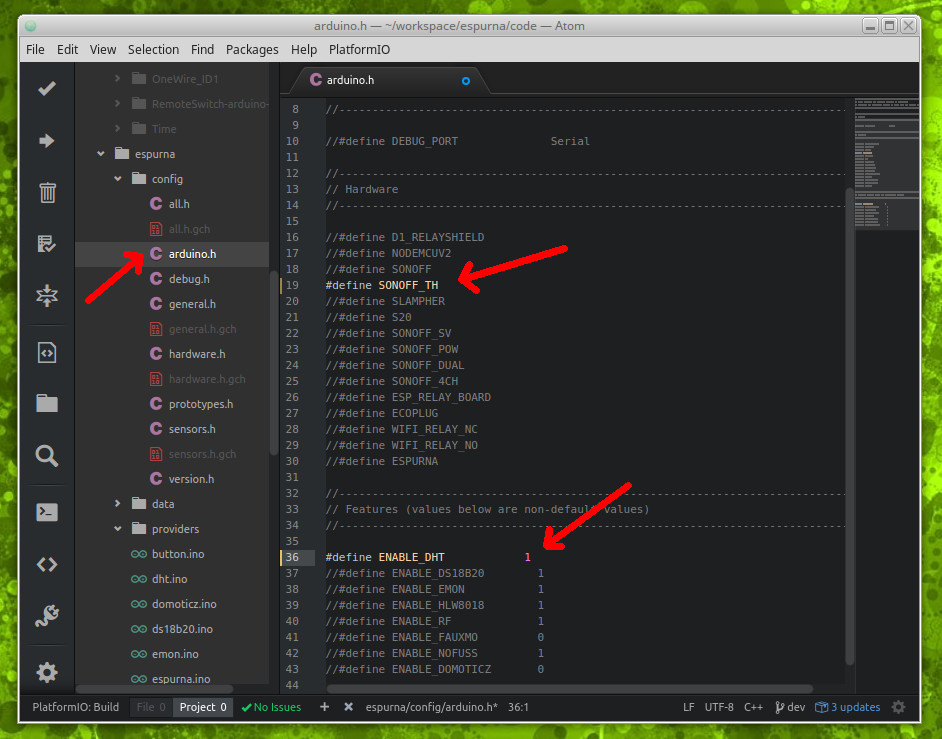 arduino.h — ~/workspace/espurna/code — Atom
File Edit View Selection Find Packages Help PlatformIO
OneWire_ID1
RemoteSwitch-arduino-
Time
espurna
config
all.h
all.h.gch
arduino.h
debug.h
general.h
general.h.gch
hardware.h
hardware.h.gch
prototypes.h
sensors.h
sensors.h.gch
version.h
data
providers
button.ino
dht.ino
domoticz.ino
ds18b20.ino
emon.ino
espurna.ino
arduino.h
8 //------------------------------------------------------------------------------
9
10 //#define DEBUG_PORT Serial
11
12 //------------------------------------------------------------------------------
13 // Hardware
14 //------------------------------------------------------------------------------
15
16 //#define D1_RELAYSHIELD
17 //#define NODEMCUV2
18 //#define SONOFF
19 #define SONOFF_TH
20 //#define SLAMPHER
21 //#define S20
22 //#define SONOFF_SV
23 //#define SONOFF_POW
24 //#define SONOFF_DUAL
25 //#define SONOFF_4CH
26 //#define ESP_RELAY_BOARD
27 //#define ECOPLUG
28 //#define WIFI_RELAY_NC
29 //#define WIFI_RELAY_NO
30 //#define ESPURNA
31
32 //------------------------------------------------------------------------------
33 // Features (values below are non-default values)
34 //------------------------------------------------------------------------------
35
36 #define ENABLE_DHT 1
37 //#define ENABLE_DS18B20 1
38 //#define ENABLE_EMON 1
39 //#define ENABLE_HLW8018 1
40 //#define ENABLE_RF 1
41 //#define ENABLE_FAUXMO 0
42 //#define ENABLE_NOFUSS 1
43 //#define ENABLE_DOMOTICZ 0
44
PlatformIO: Build File 0 Project 0 No Issues espurna/config/arduino.h* 36:1 LF UTF-8 C++ dev 3 updates